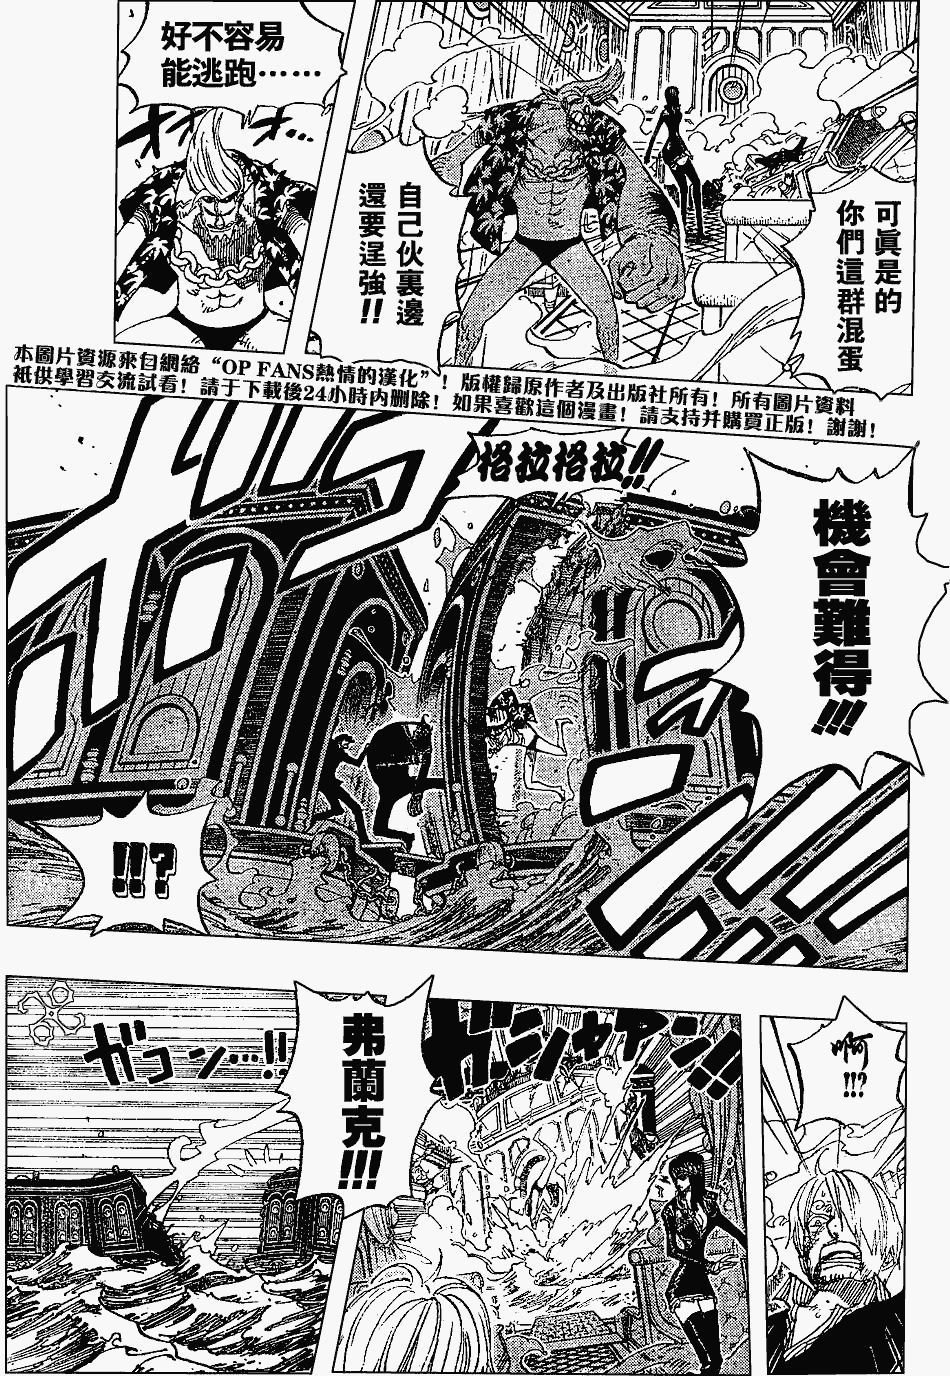 可眞是的
你們這群混蛋
自己伙裏邊
還要逞強!!
好不容易
能逃跑……
本圖片資源來自網絡“OP FANS熱情的漢化”！版權歸原作者及出版社所有！所有圖片資料
衹供學習交流試看！請于下載後24小時內刪除！如果喜歡這個漫畫！請支持并購買正版！謝謝！
機會難得!!!
格拉格拉!!
!!?
啊
!!?
ガシャアー!!
弗蘭克!!!
ガコン…!!